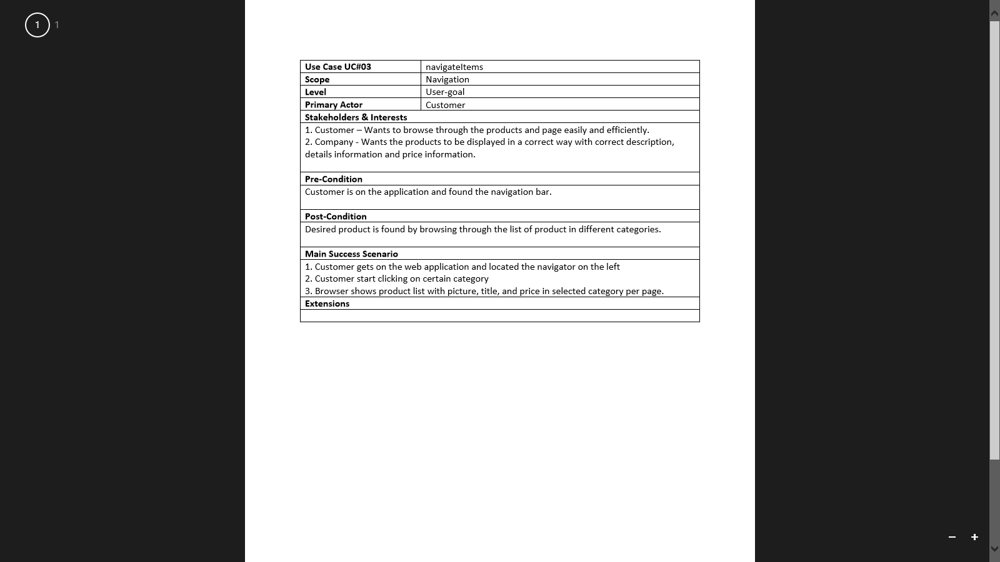 1 1
Use Case UC#03 navigateItems
Scope Navigation
Level User-goal
Primary Actor Customer
Stakeholders & Interests
1. Customer – Wants to browse through the products and page easily and efficiently.
2. Company - Wants the products to be displayed in a correct way with correct description,
details information and price information.
Pre-Condition
Customer is on the application and found the navigation bar.
Post-Condition
Desired product is found by browsing through the list of product in different categories.
Main Success Scenario
1. Customer gets on the web application and located the navigator on the left
2. Customer start clicking on certain category
3. Browser shows product list with picture, title, and price in selected category per page.
Extensions